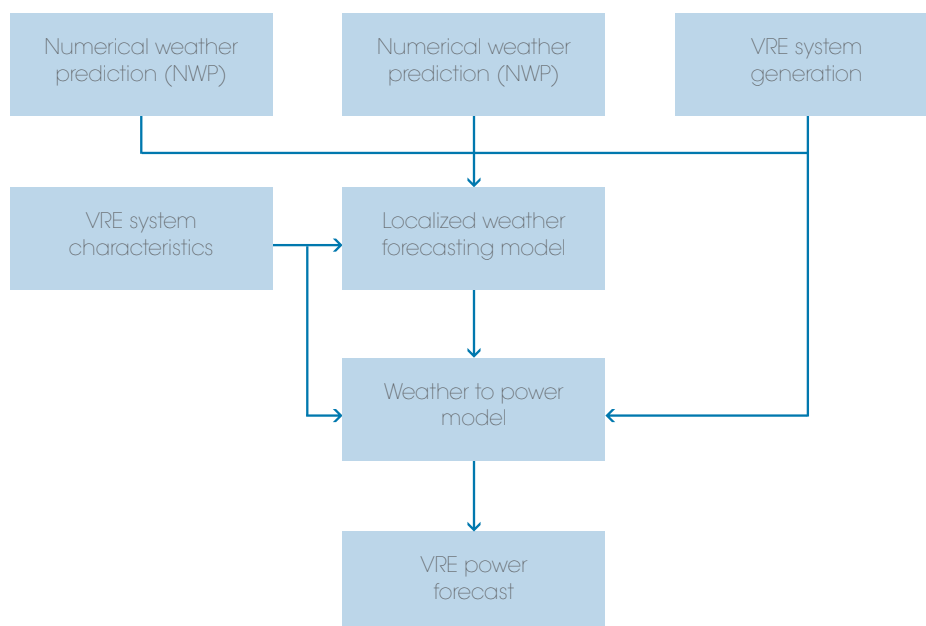 Numerical weather
prediction (NWP)
Numerical weather
prediction (NWP)
VRE system
generation
VRE system
characteristics
Localized weather
forecasting model
Weather to power
model
VRE power
forecast